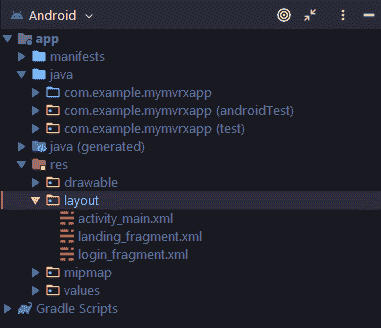 Android
app
manifests
java
com.example.mymvrxapp
com.example.mymvrxapp (androidTest)
com.example.mymvrxapp (test)
java (generated)
res
drawable
layout
activity_main.xml
landing_fragment.xml
login_fragment.xml
mipmap
values
Gradle Scripts